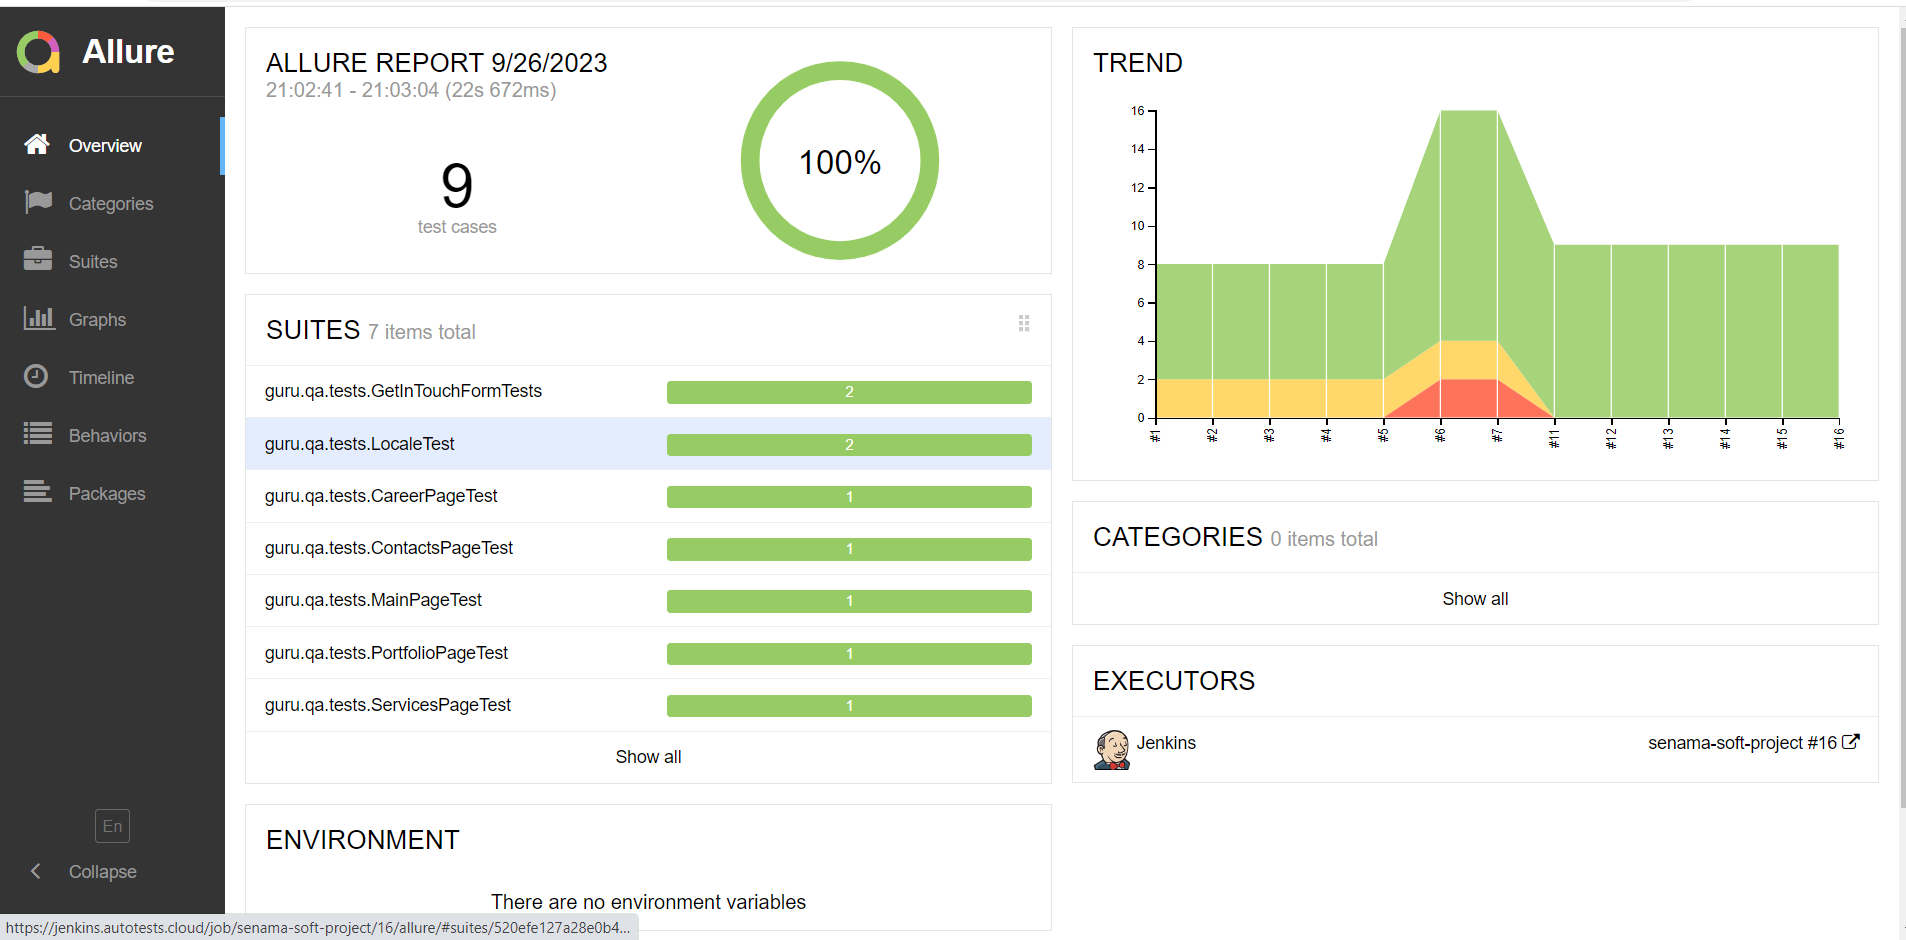 Allure
Overview
Categories
Suites
Graphs
Timeline
Behaviors
Packages
En
Collapse
ALLURE REPORT 9/26/2023
21:02:41 - 21:03:04 (22s 672ms)
9
test cases
100%
SUITES 7 items total
guru.qa.tests.GetInTouchFormTests 2
guru.qa.tests.LocaleTest 2
guru.qa.tests.CareerPageTest 1
guru.qa.tests.ContactsPageTest 1
guru.qa.tests.MainPageTest 1
guru.qa.tests.PortfolioPageTest 1
guru.qa.tests.ServicesPageTest 1
Show all
ENVIRONMENT
There are no environment variables
TREND
16
14
12
10
8
6
4
2
0
#1 #2 #3 #4 #5 #6 #7 #11 #12 #13 #14 #15 #16
CATEGORIES 0 items total
Show all
EXECUTORS
Jenkins senama-soft-project #16
https://jenkins.autotests.cloud/job/senama-soft-project/16/allure/#suites/520efe127a28e0b4...